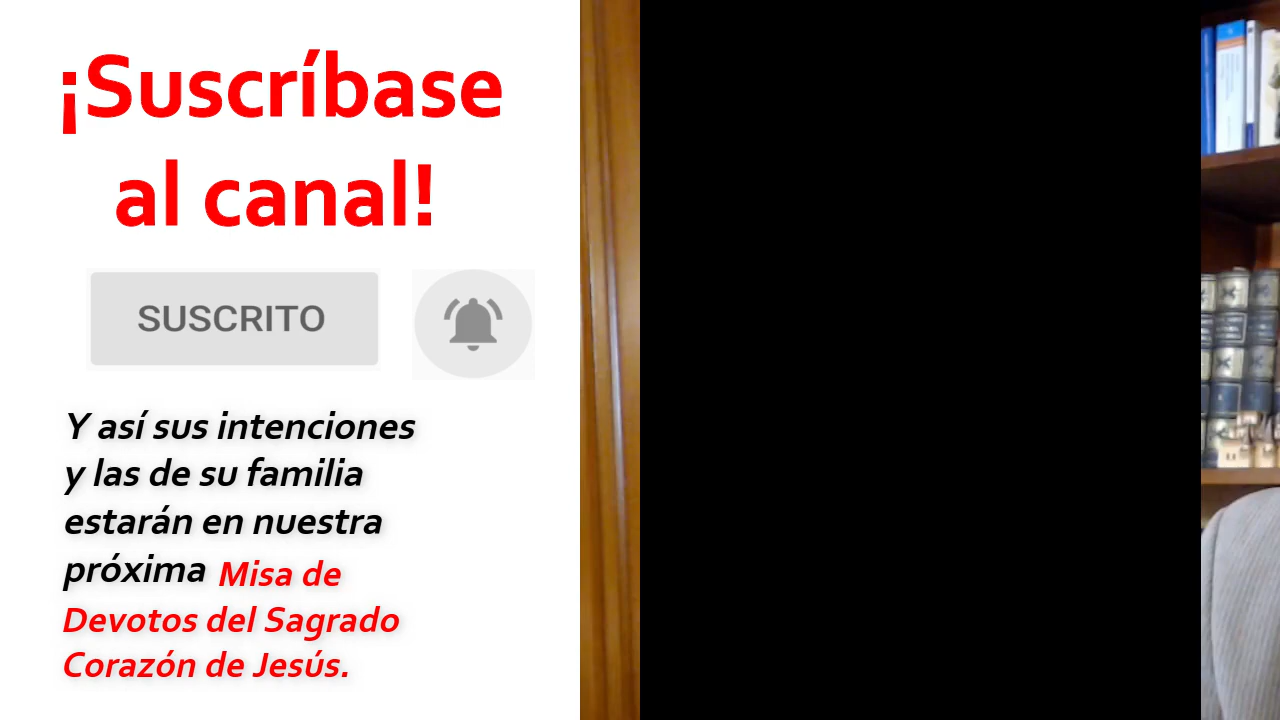 ¡Suscríbase
al canal!
SUSCRITO
Y así sus intenciones
y las de su familia
estarán en nuestra
próxima Misa de
Devotos del Sagrado
Corazón de Jesús.